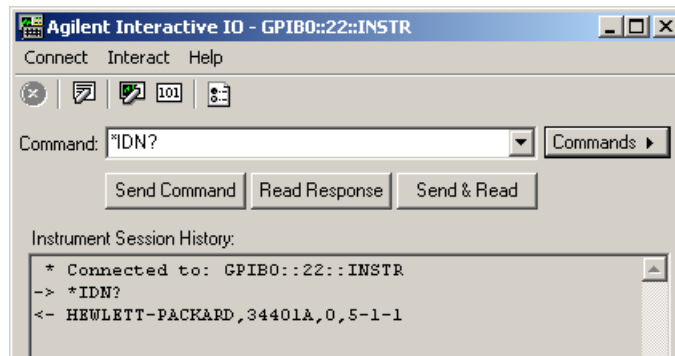 Agilent Interactive IO - GPIB0::22::INSTR
Connect Interact Help
101
Command: *IDN? Commands
Send Command Read Response Send & Read
Instrument Session History:
* Connected to: GPIB0::22::INSTR
-> *IDN?
<- HEWLETT-PACKARD,34401A,0,5-1-1